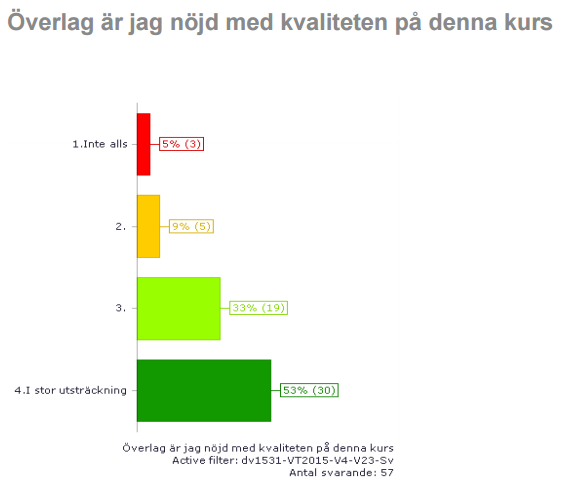 Överlag är jag nöjd med kvaliteten på denna kurs
1.Inte alls
5% (3)
2.
9% (5)
3.
33% (19)
4.I stor utsträckning
53% (30)
Överlag är jag nöjd med kvaliteten på denna kurs
Active filter: dv1531-VT2015-V4-V23-Sv
Antal svarande: 57